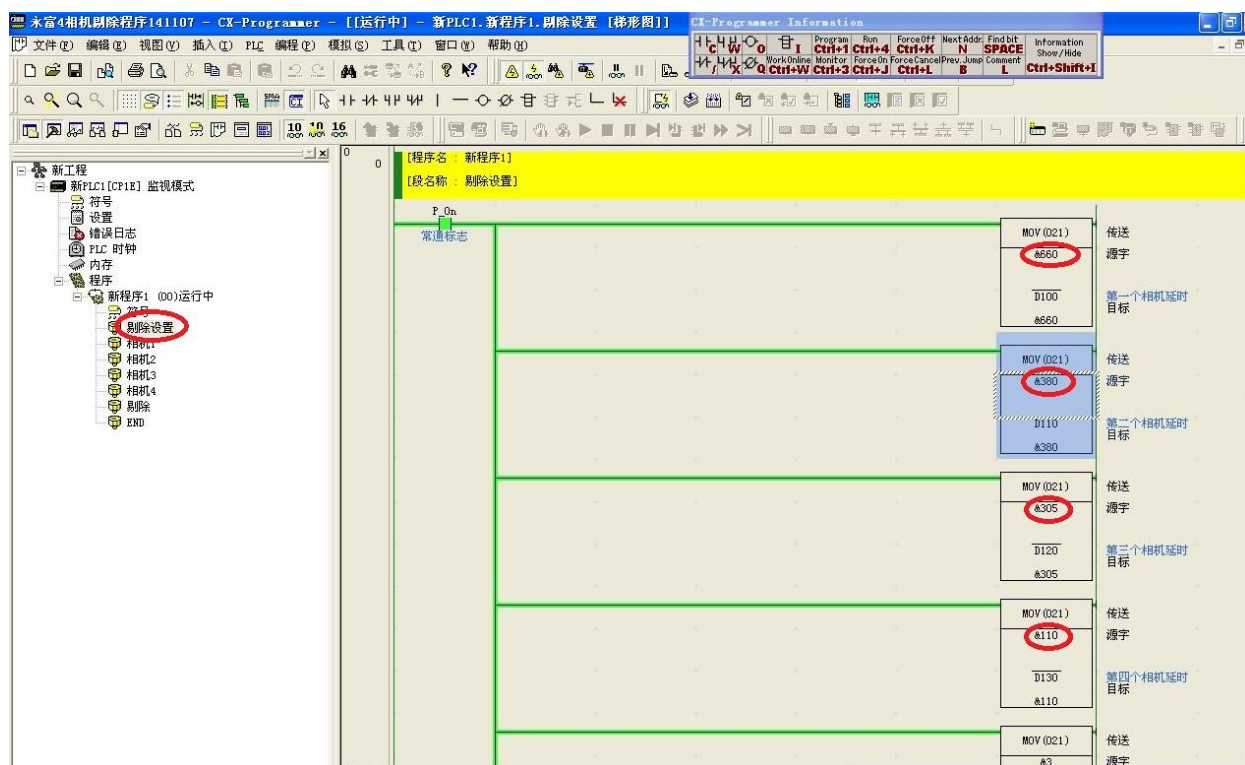 永富4相机剔除程序141107 - CX-Programmer - [[运行中] - 新PLC1.新程序1.剔除设置 [梯形图]]
CX-Programmer Information
文件(F) 编辑(E) 视图(V) 插入(I) PLC 编程(P) 模拟(S) 工具(T) 窗口(W) 帮助(H)
C W O I Program Ctrl+1 Run Ctrl+4 ForceOff Ctrl+K NextAddr. N Find bit SPACE Information Show/Hide
/ X Q WorkOnline Ctrl+W Monitor Ctrl+3 Force On Ctrl+J ForceCancel Ctrl+L Prev. Jump B Comment L Ctrl+Shift+I
10 10 16
新工程
新PLC1[CP1E] 监视模式
符号
设置
错误日志
PLC 时钟
内存
程序
新程序1 (00)运行中
符号
剔除设置
相机1
相机2
相机3
相机4
剔除
END
0
0
[程序名 : 新程序1]
[段名称 : 剔除设置]
P_On
常通标志
MOV(021) 传送
&660 源字
D100 第一个相机延时
目标
&660
MOV(021) 传送
&380 源字
D110 第二个相机延时
目标
&380
MOV(021) 传送
&305 源字
D120 第三个相机延时
目标
&305
MOV(021) 传送
&110 源字
D130 第四个相机延时
目标
&110
MOV(021) 传送
&3 源字